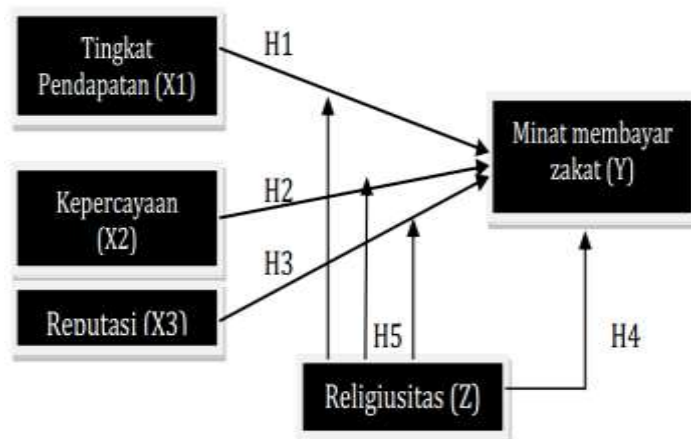 Tingkat
Pendapatan (X1)
H1
Minat membayar
zakat (Y)
Kepercayaan
(X2)
H2
H3
Reputasi (X3)
H5
H4
Religiusitas (Z)